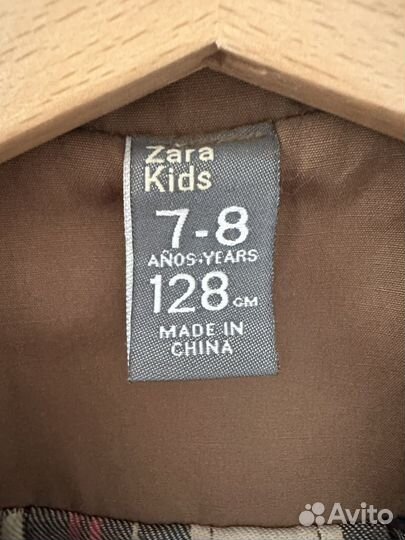 Zara
Kids
7-8
AÑOS•YEARS
128 CM
MADE IN
CHINA
Avito